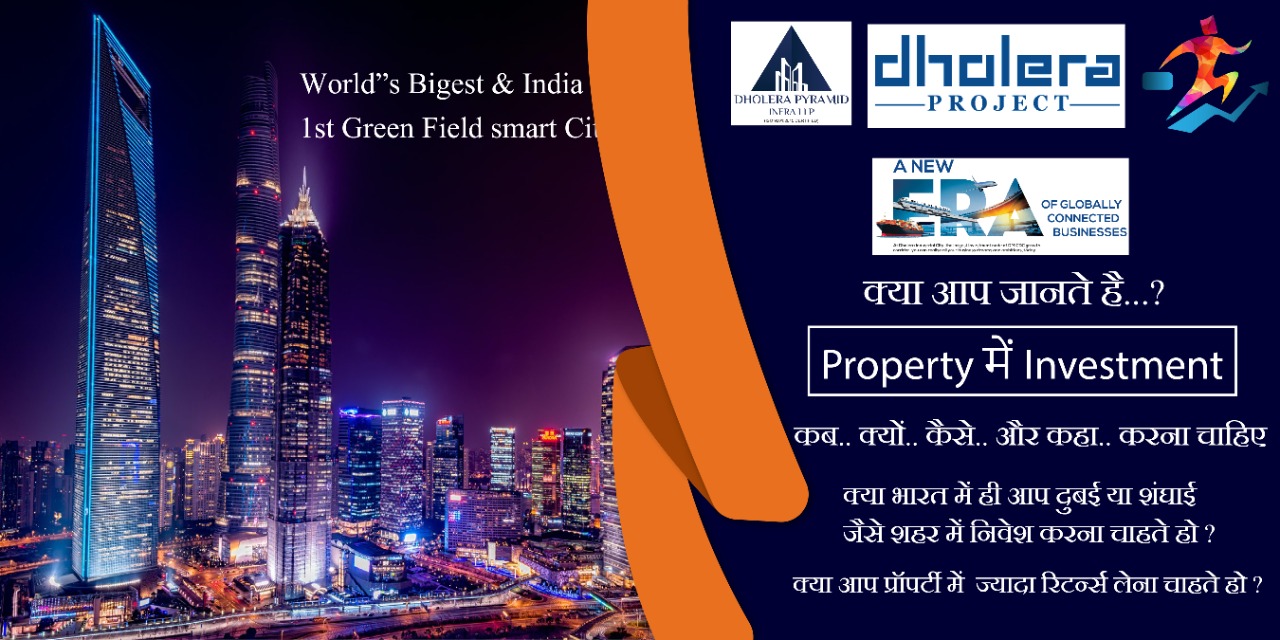 World”s Bigest & India
1st Green Field smart
DHOLERA PYRAMID
INFRA LLP
dholera
PROJECT
A NEW
ERA
OF GLOBALLY
CONNECTED
BUSINESSES
क्या आप जानते है...?
Property में Investment
कब.. क्यों.. कैसे.. और कहा.. करना चाहिए
क्या भारत में ही आप दुबई या शंघाई
जैसे शहर में निवेश करना चाहते हो ?
क्या आप प्रॉपर्टी में ज्यादा रिटर्न्स लेना चाहते हो ?